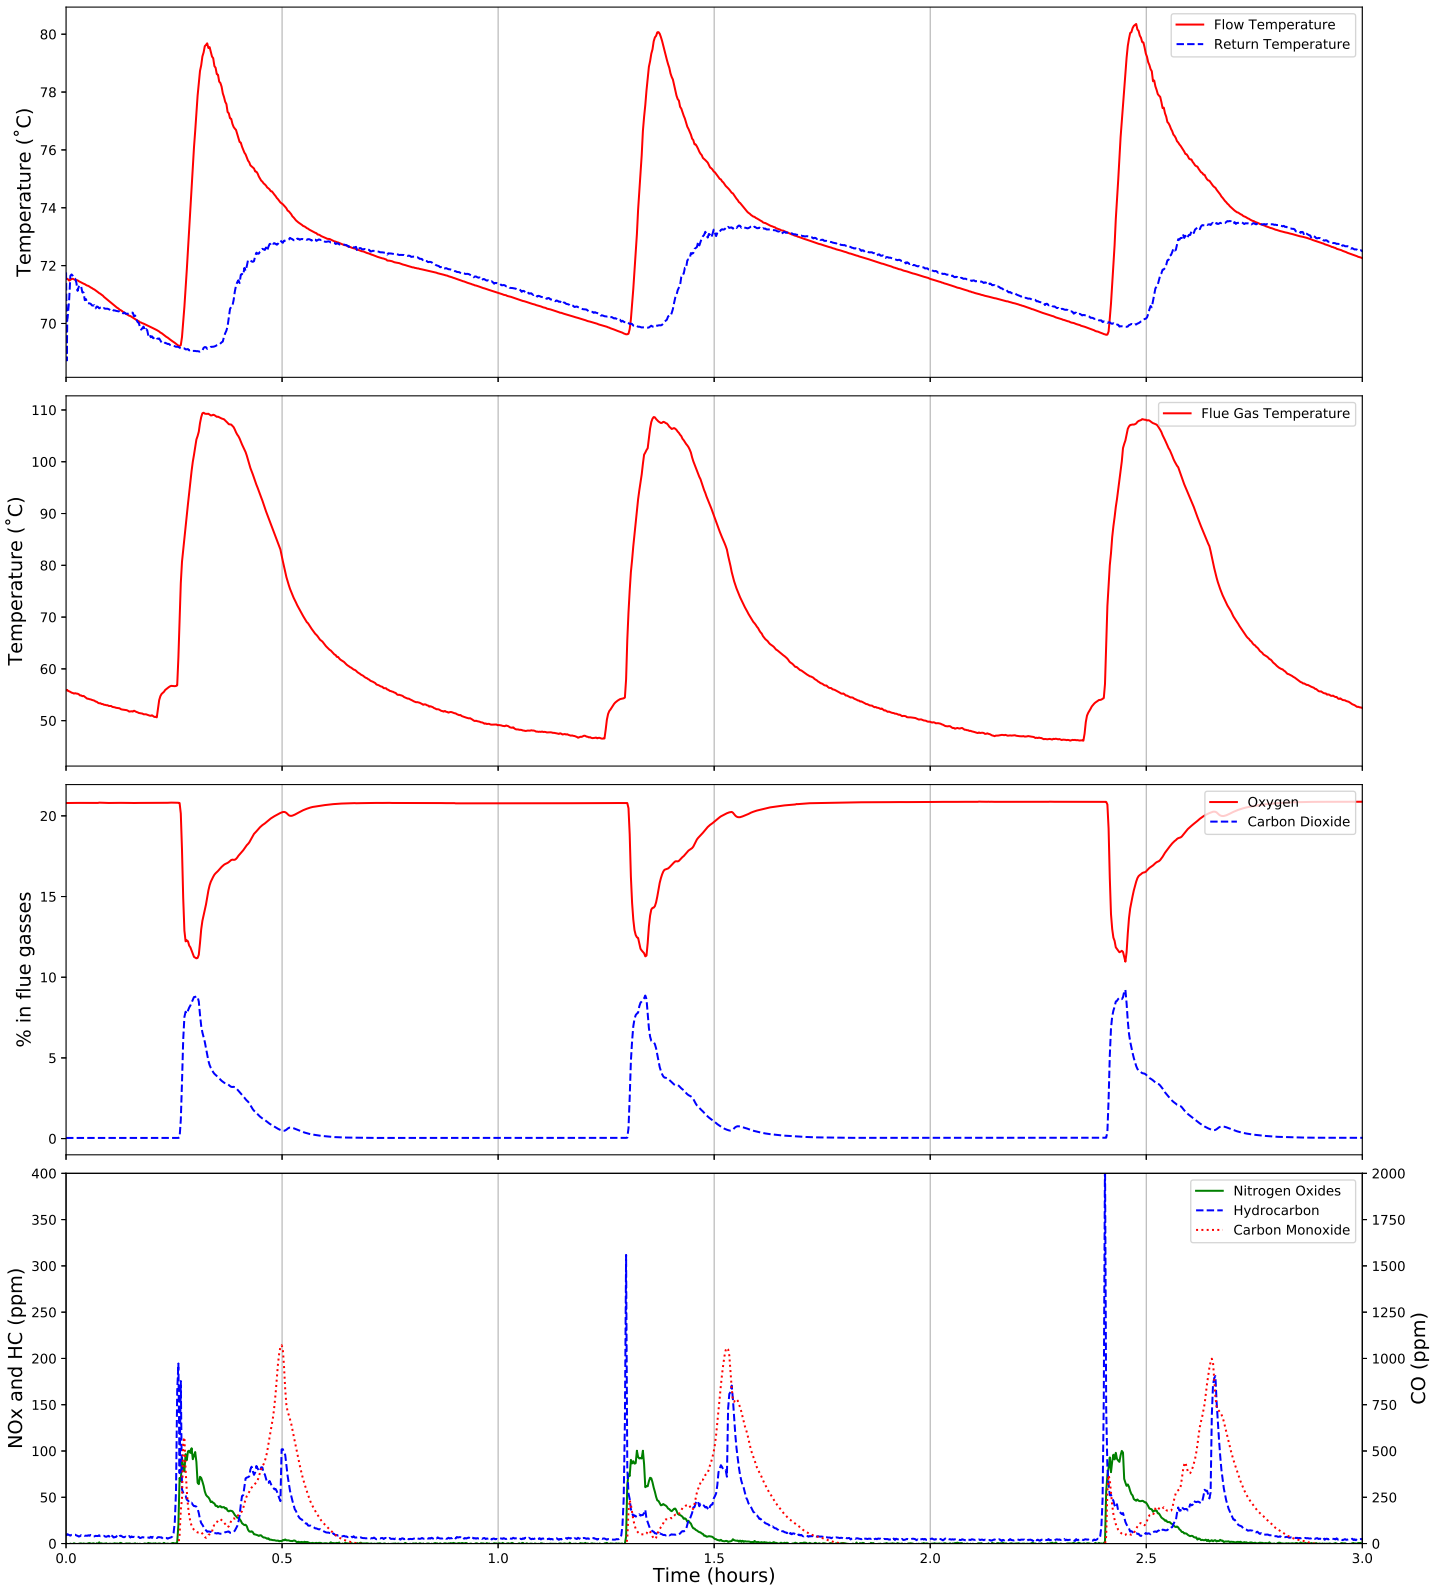 80
78
76
74
72
70
Temperature (˚C)
Flow Temperature
Return Temperature
110
100
90
80
70
60
50
Temperature (˚C)
Flue Gas Temperature
20
15
10
5
0
% in flue gasses
Oxygen
Carbon Dioxide
400
350
300
250
200
150
100
50
0
NOx and HC (ppm)
Nitrogen Oxides
Hydrocarbon
Carbon Monoxide
2000
1750
1500
1250
1000
750
500
250
0
CO (ppm)
0.0 0.5 1.0 1.5 2.0 2.5 3.0
Time (hours)